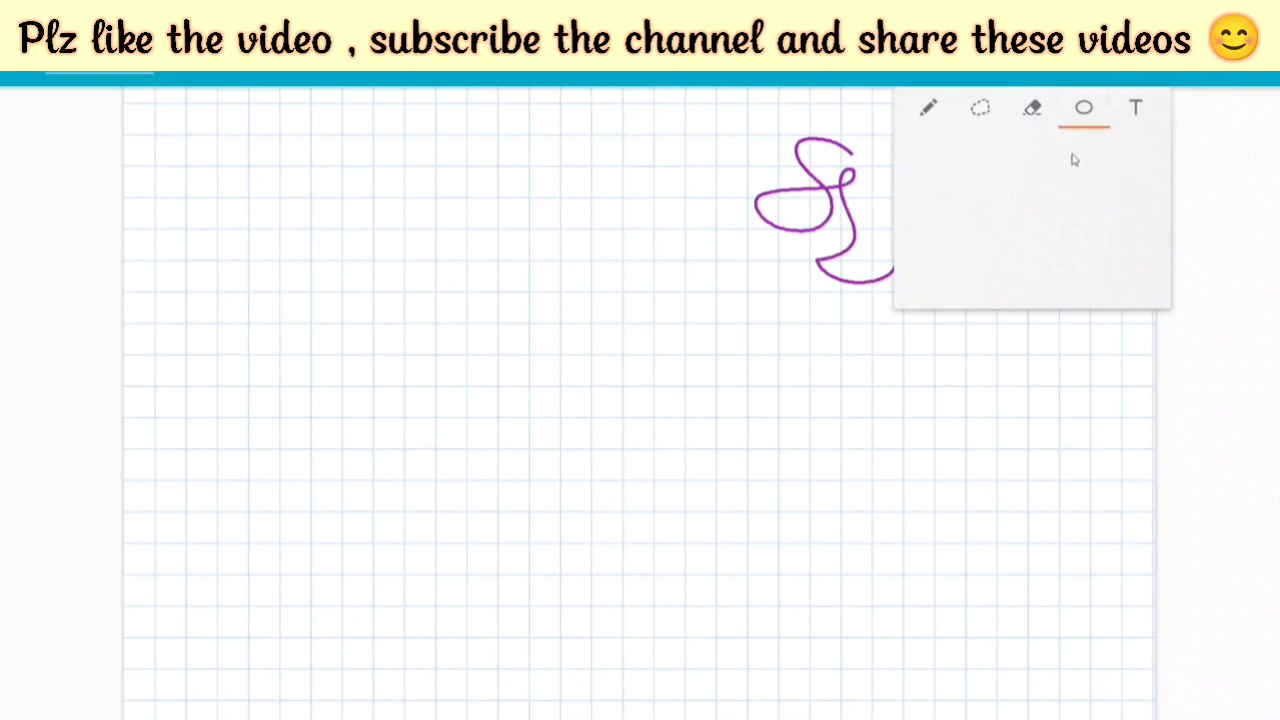 Plz like the video , subscribe the channel and share these videos 😊
T